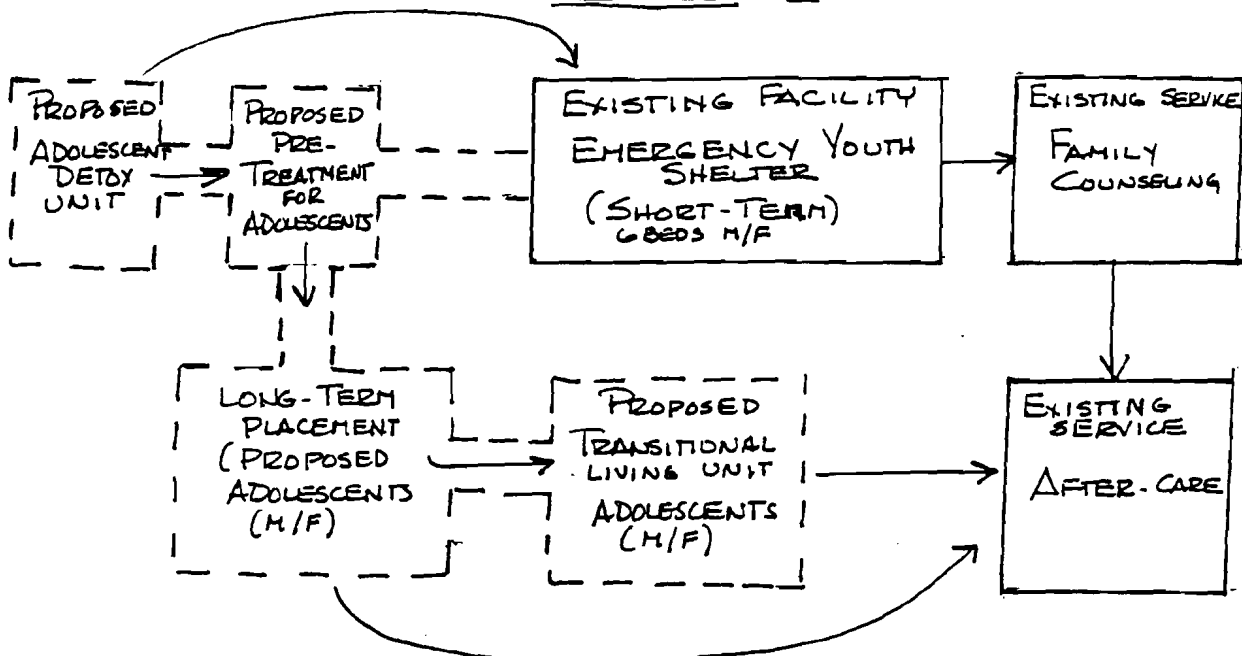 PROPOSED
ADOLESCENT
DETOX
UNIT
PROPOSED
PRE-
TREATMENT
FOR
ADOLESCENTS
EXISTING FACILITY
EMERGENCY YOUTH
SHELTER
(SHORT-TERM)
6 BEDS M/F
EXISTING SERVICE
FAMILY
COUNSELING
LONG-TERM
PLACEMENT
(PROPOSED
ADOLESCENTS
(M/F)
PROPOSED
TRANSITIONAL
LIVING UNIT
ADOLESCENTS
(M/F)
EXISTING
SERVICE
AFTER-CARE